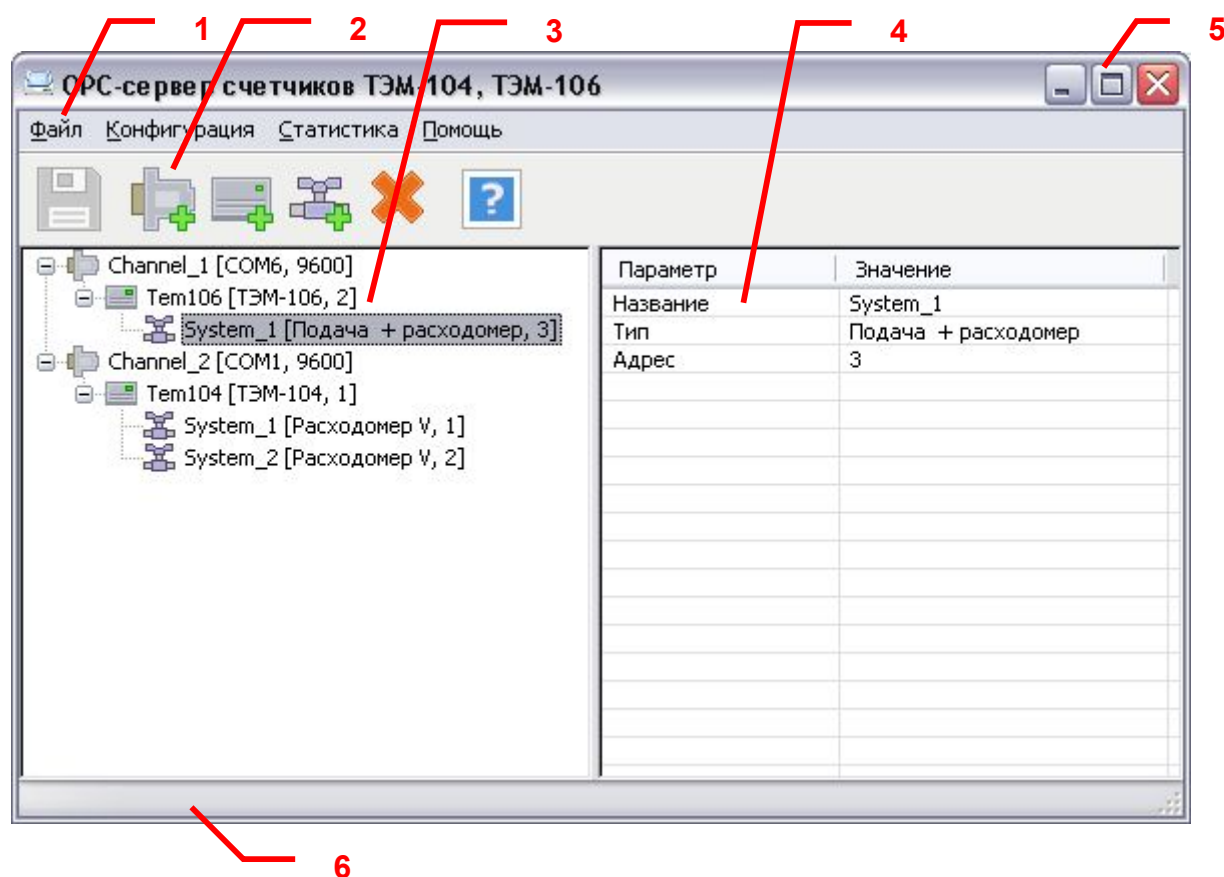 1 2 3 4 5
OPC-сервер счетчиков ТЭМ-104, ТЭМ-106
Файл Конфигурация Статистика Помощь
Channel_1 [COM6, 9600]
Tem106 [ТЭМ-106, 2]
System_1 [Подача + расходомер, 3]
Channel_2 [COM1, 9600]
Tem104 [ТЭМ-104, 1]
System_1 [Расходомер V, 1]
System_2 [Расходомер V, 2]
Параметр Значение
Название System_1
Тип Подача + расходомер
Адрес 3
6